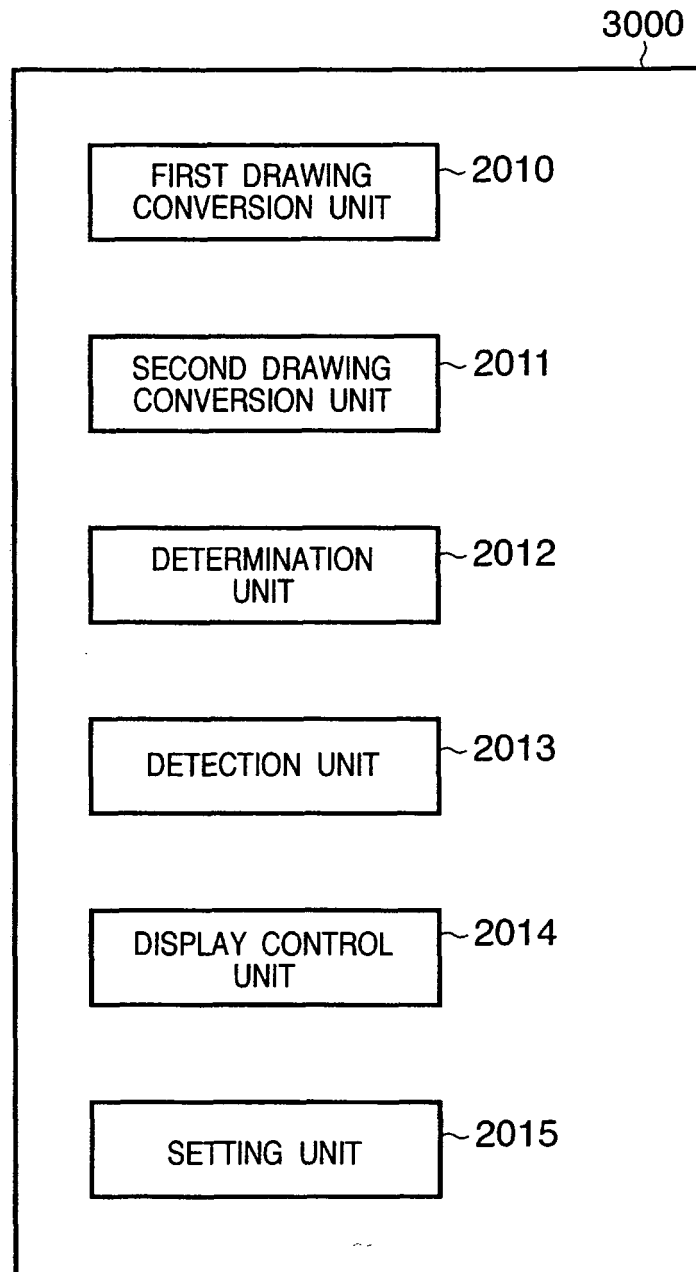 3000
FIRST DRAWING
CONVERSION UNIT
2010
SECOND DRAWING
CONVERSION UNIT
2011
DETERMINATION
UNIT
2012
DETECTION UNIT
2013
DISPLAY CONTROL
UNIT
2014
SETTING UNIT
2015